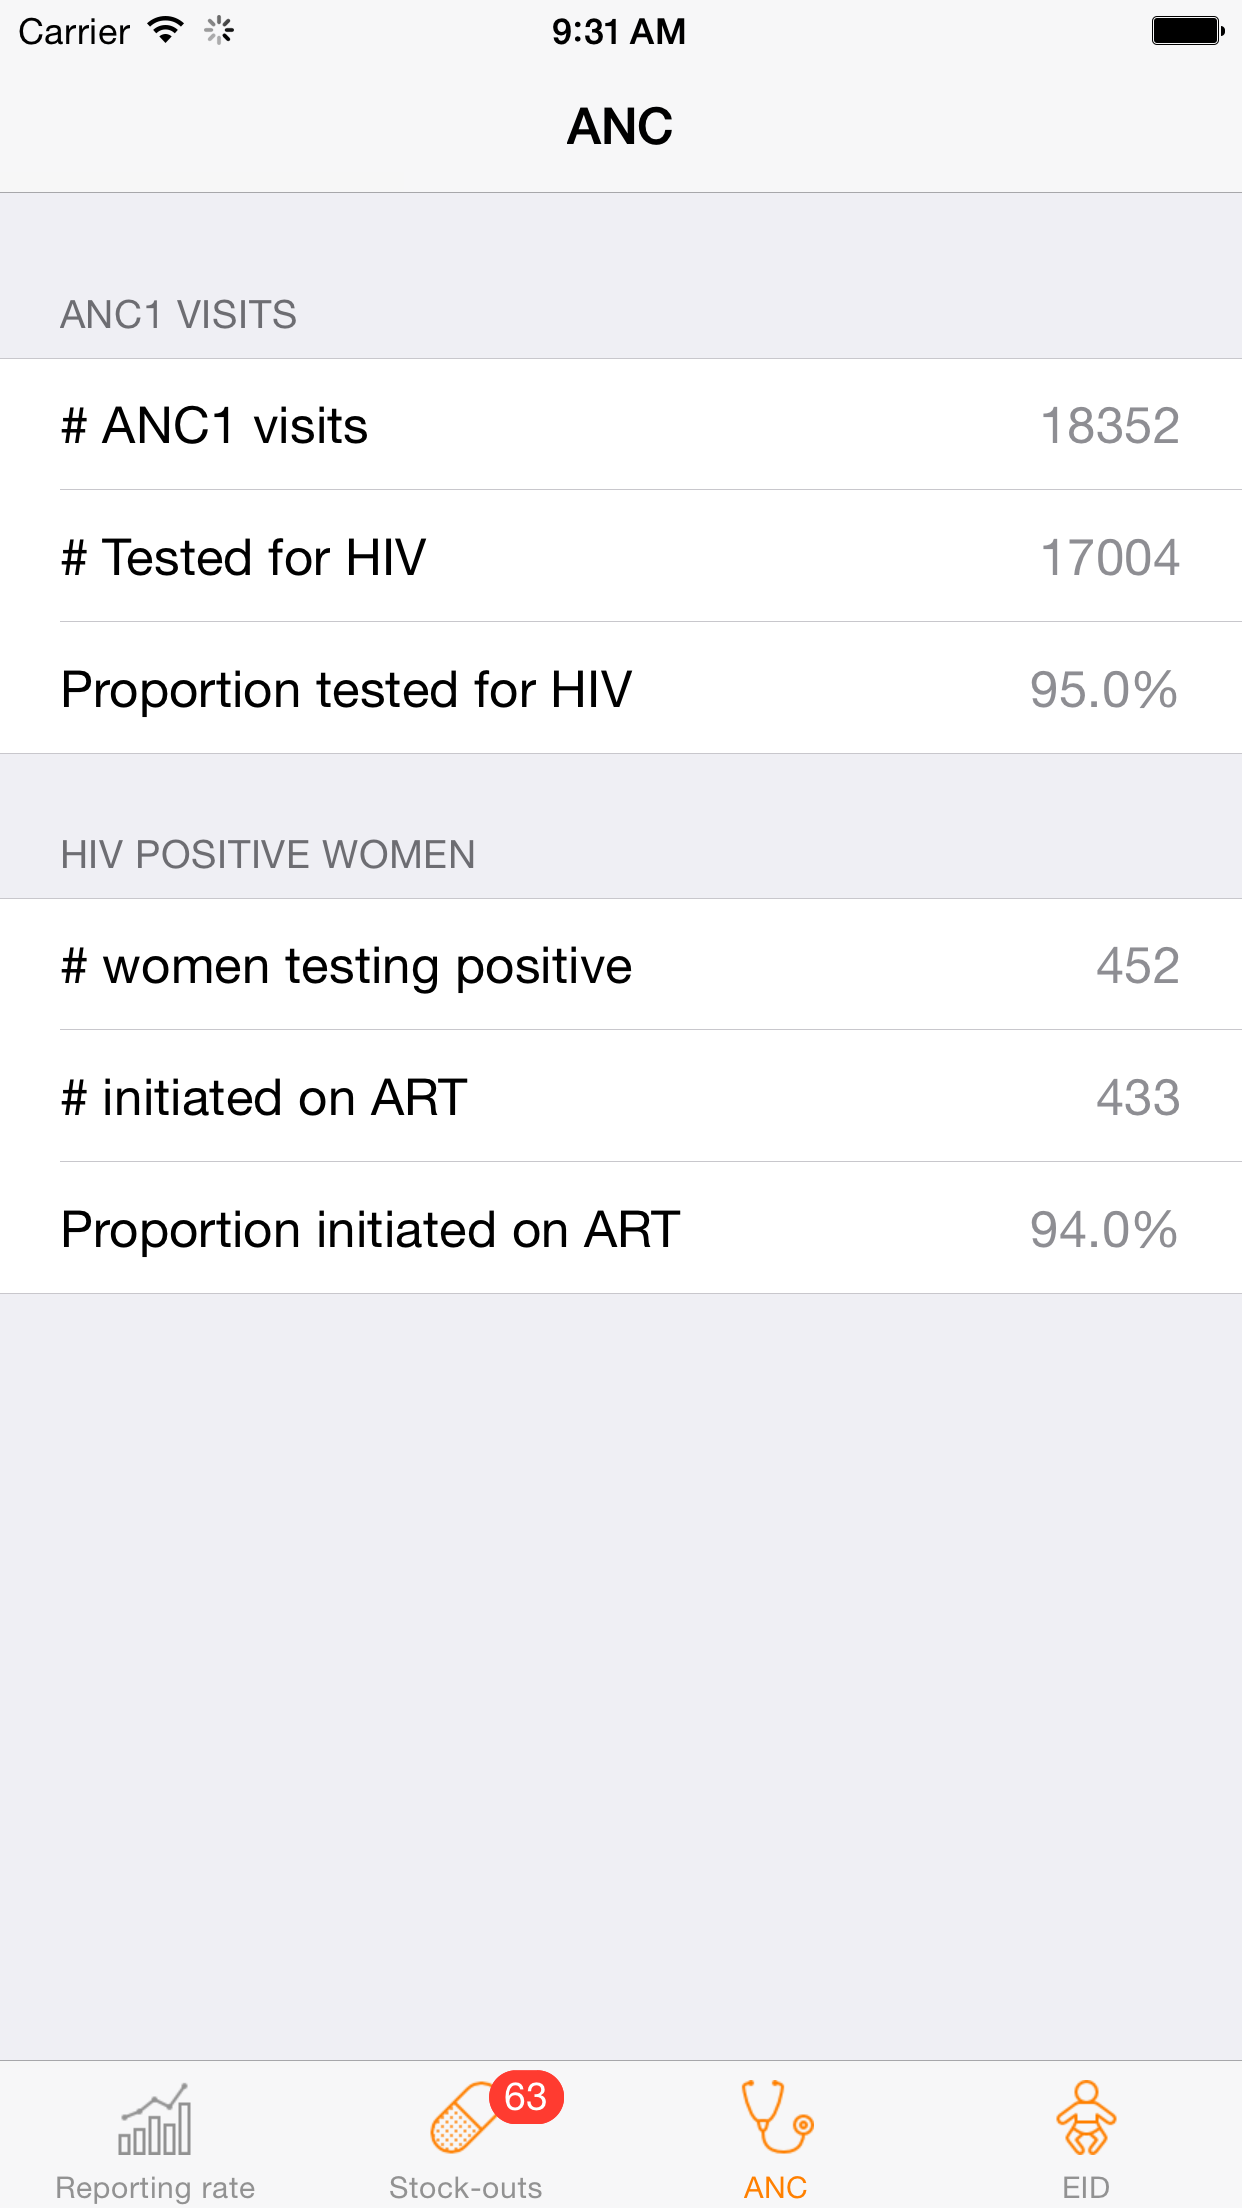 Carrier 9:31 AM
ANC
ANC1 VISITS
# ANC1 visits 18352
# Tested for HIV 17004
Proportion tested for HIV 95.0%
HIV POSITIVE WOMEN
# women testing positive 452
# initiated on ART 433
Proportion initiated on ART 94.0%
63
Reporting rate Stock-outs ANC EID